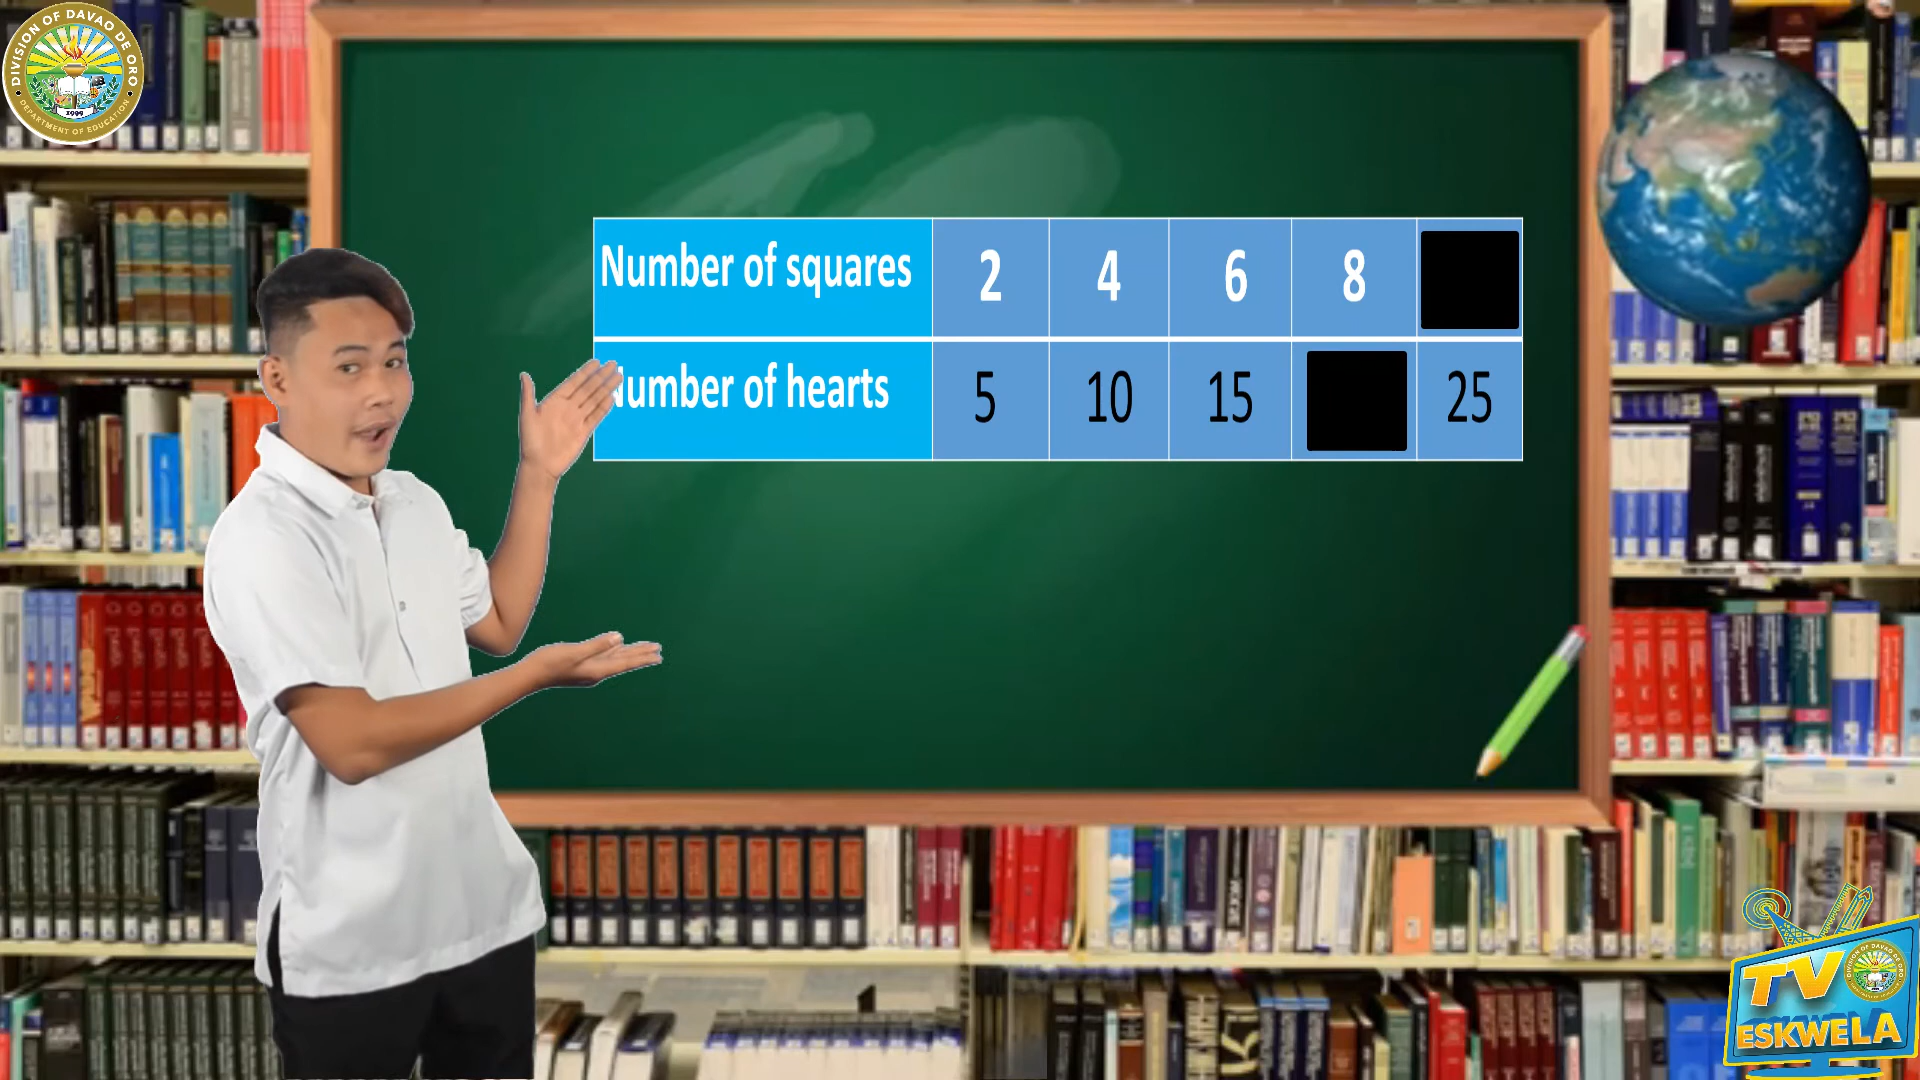 DIVISION OF DAVAO DE ORO
DEPARTMENT OF EDUCATION
1999
Number of squares 2 4 6 8
Number of hearts 5 10 15 25
TV
ESKWELA